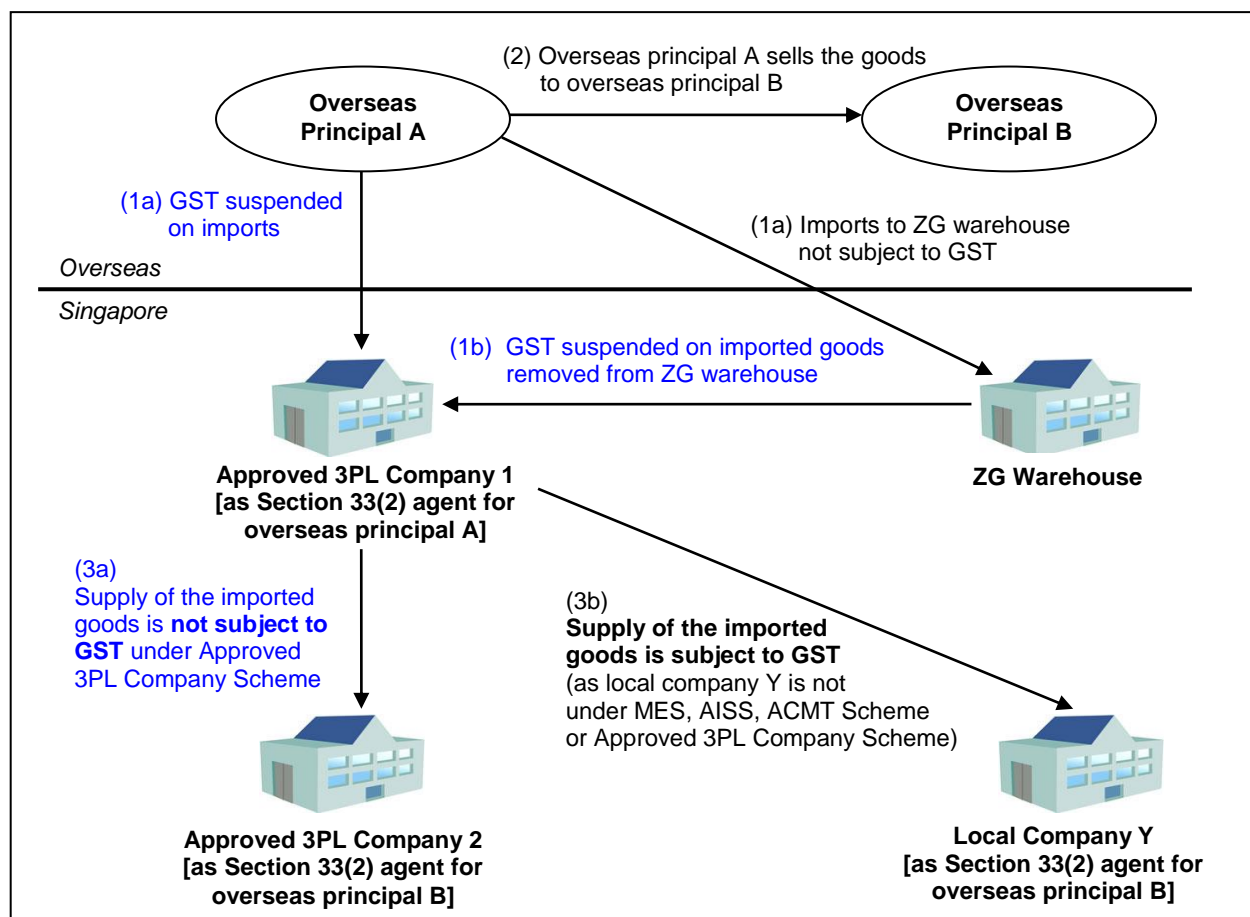 (2) Overseas principal A sells the goods
to overseas principal B
Overseas
Principal A
Overseas
Principal B
(1a) GST suspended
on imports
(1a) Imports to ZG warehouse
not subject to GST
Overseas
Singapore
(1b) GST suspended on imported goods
removed from ZG warehouse
Approved 3PL Company 1
[as Section 33(2) agent for
overseas principal A]
ZG Warehouse
(3a)
Supply of the imported
goods is not subject to
GST under Approved
3PL Company Scheme
(3b)
Supply of the imported
goods is subject to GST
(as local company Y is not
under MES, AISS, ACMT Scheme
or Approved 3PL Company Scheme)
Approved 3PL Company 2
[as Section 33(2) agent for
overseas principal B]
Local Company Y
[as Section 33(2) agent for
overseas principal B]